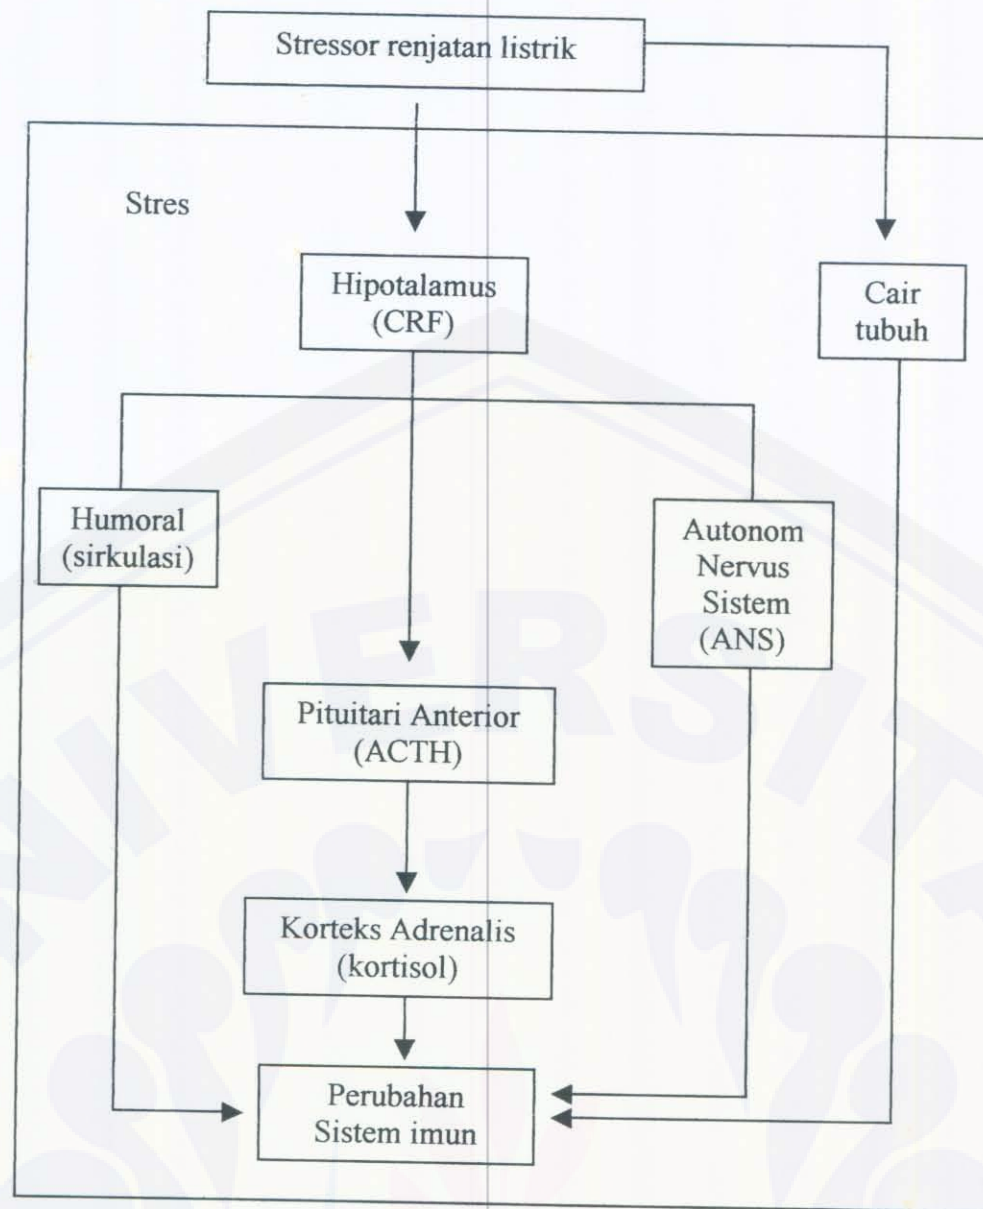 Stressor renjatan listrik
Stres
Hipotalamus
(CRF)
Cair
tubuh
Humoral
(sirkulasi)
Autonom
Nervus
Sistem
(ANS)
Pituitari Anterior
(ACTH)
Korteks Adrenalis
(kortisol)
Perubahan
Sistem imun
UNIVERSITA